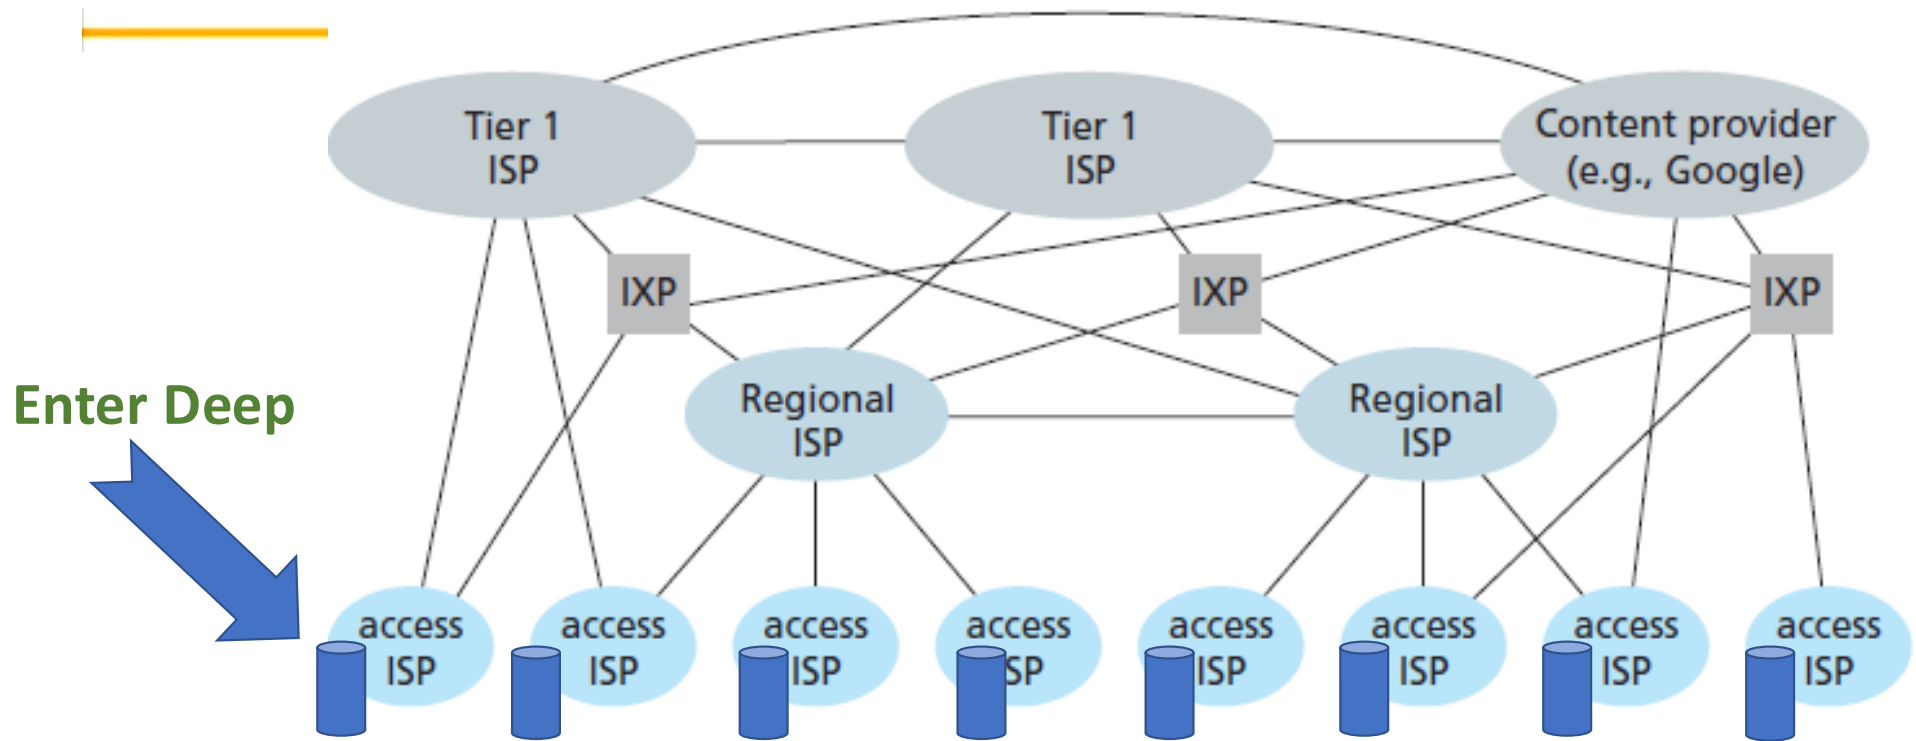 Tier 1
ISP
Tier 1
ISP
Content provider
(e.g., Google)
IXP
IXP
IXP
Enter Deep
Regional
ISP
Regional
ISP
access
ISP
access
ISP
access
ISP
access
SP
access
ISP
access
ISP
access
ISP
access
ISP